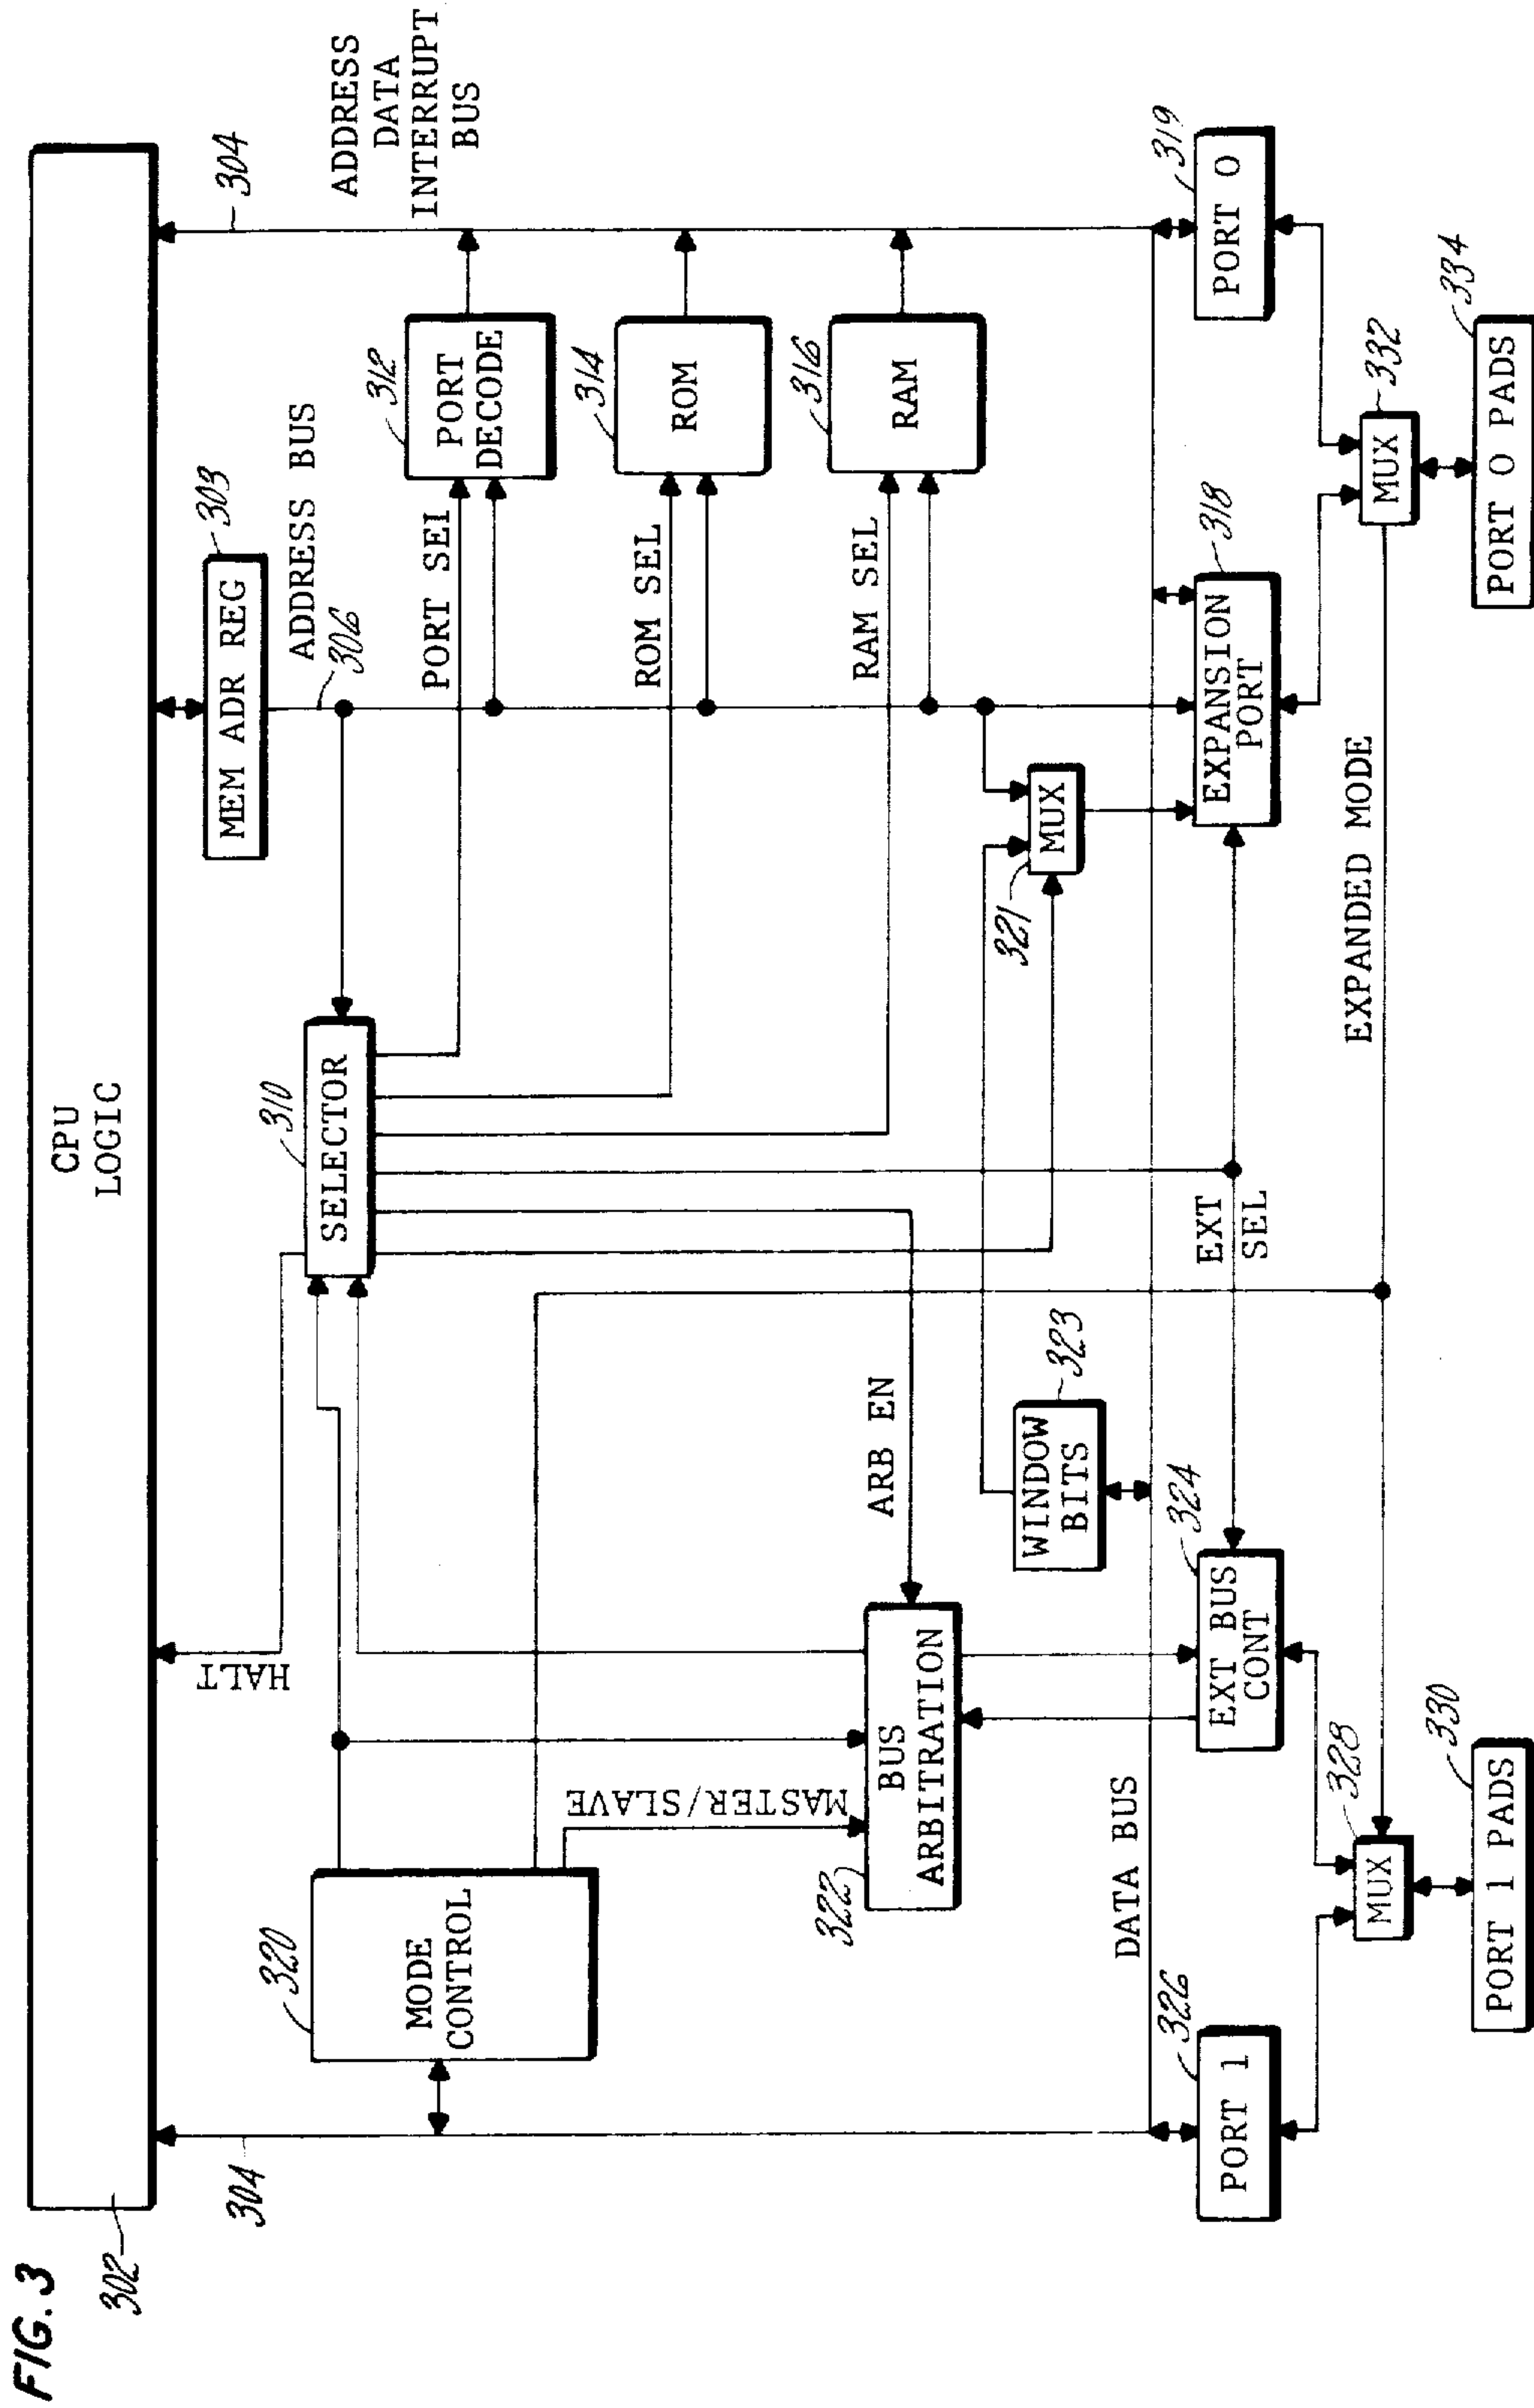 FIG. 3
302
CPU
LOGIC
304
HALT
303
MEM ADR REG
ADDRESS BUS
306
304
ADDRESS
DATA
INTERRUPT
BUS
320
MODE
CONTROL
310
SELECTOR
PORT SEL
312
PORT
DECODE
ROM SEL
314
ROM
MASTER/SLAVE
ARB EN
RAM SEL
316
RAM
322
BUS
ARBITRATION
WINDOW
BITS
323
321
MUX
DATA BUS
326
PORT 1
324
EXT BUS
CONT
EXT
SEL
318
EXPANSION
PORT
319
PORT 0
328
MUX
EXPANDED MODE
332
MUX
330
PORT 1 PADS
334
PORT 0 PADS